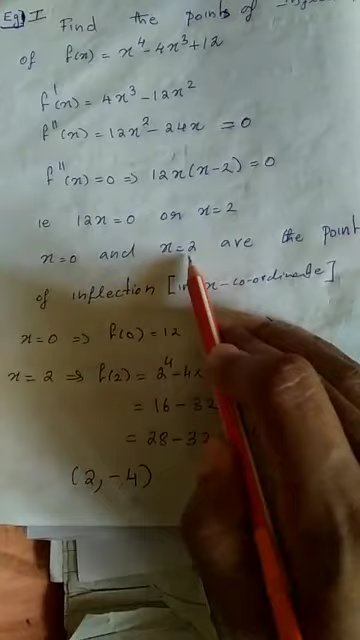 Eg) I Find the points of
of f(x) = x⁴ - 4x³ + 12
f'(x) = 4x³ - 12x²
f''(x) = 12x² - 24x = 0
f''(x) = 0 => 12x(x-2) = 0
ie 12x = 0 or x = 2
x = 0 and x = 2 are the point
of inflection [in x-co-ordinate]
x = 0 => f(0) = 12
x = 2 => f(2) = 2⁴ - 4x
= 16 - 32
= 28 - 32
(2, -4)